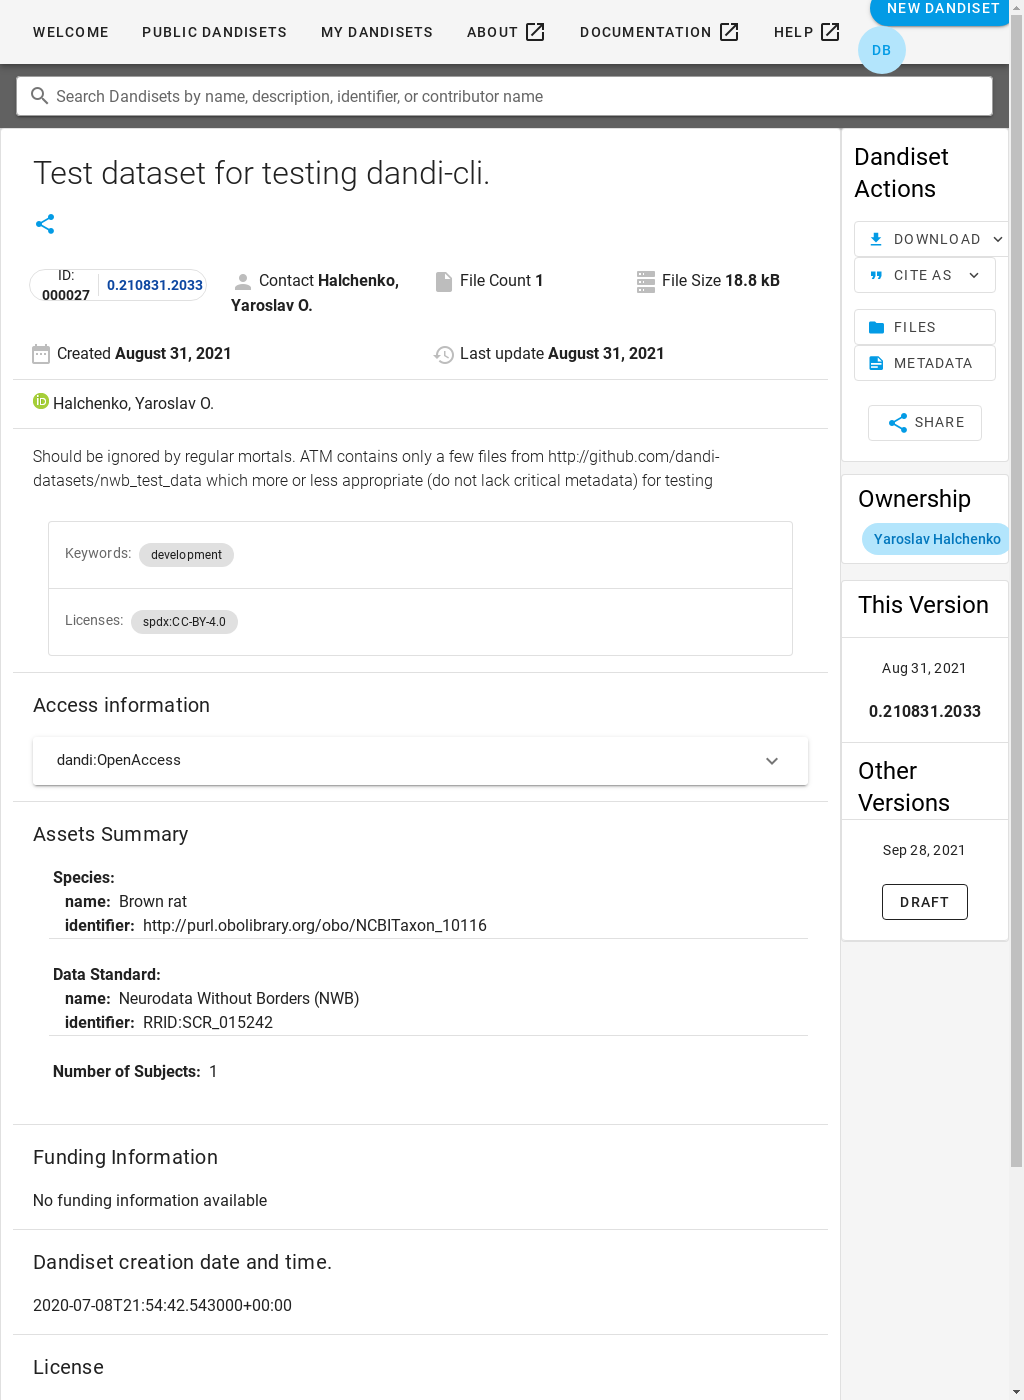 WELCOME PUBLIC DANDISETS MY DANDISETS ABOUT DOCUMENTATION HELP NEW DANDISET
DB
Search Dandisets by name, description, identifier, or contributor name
Test dataset for testing dandi-cli.
ID:
000027
0.210831.2033
Contact Halchenko,
Yaroslav O.
File Count 1
File Size 18.8 kB
Created August 31, 2021
Last update August 31, 2021
iD Halchenko, Yaroslav O.
Should be ignored by regular mortals. ATM contains only a few files from http://github.com/dandi-
datasets/nwb_test_data which more or less appropriate (do not lack critical metadata) for testing
Keywords: development
Licenses: spdx:CC-BY-4.0
Access information
dandi:OpenAccess
Assets Summary
Species:
name: Brown rat
identifier: http://purl.obolibrary.org/obo/NCBITaxon_10116
Data Standard:
name: Neurodata Without Borders (NWB)
identifier: RRID:SCR_015242
Number of Subjects: 1
Funding Information
No funding information available
Dandiset creation date and time.
2020-07-08T21:54:42.543000+00:00
License
Dandiset
Actions
DOWNLOAD
CITE AS
FILES
METADATA
SHARE
Ownership
Yaroslav Halchenko
This Version
Aug 31, 2021
0.210831.2033
Other
Versions
Sep 28, 2021
DRAFT